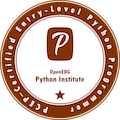 PCEP-Certified Entry-Level Python Programmer
P
OpenEDG
Python Institute